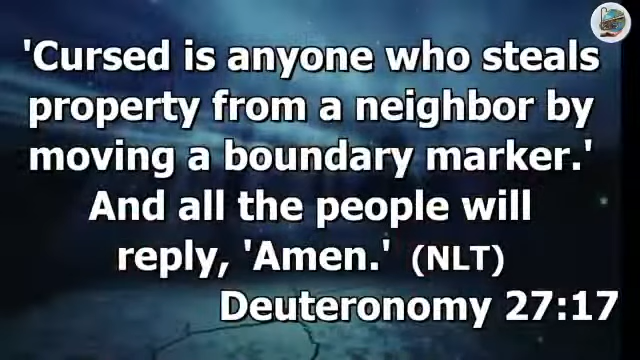 'Cursed is anyone who steals
property from a neighbor by
moving a boundary marker.'
And all the people will
reply, 'Amen.' (NLT)
Deuteronomy 27:17